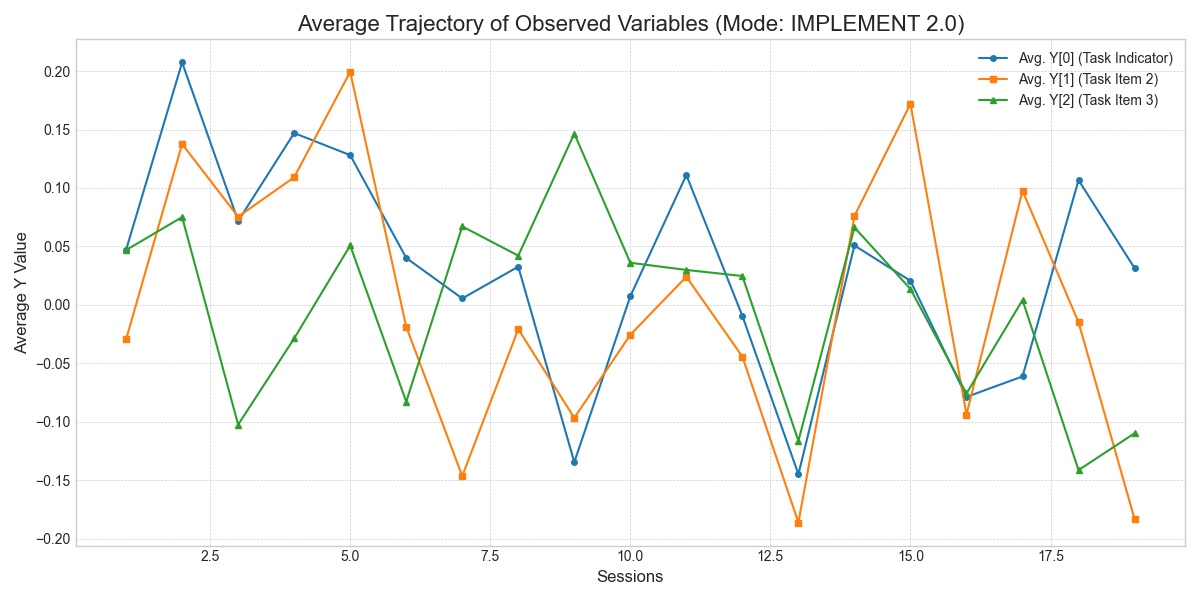 Average Trajectory of Observed Variables (Mode: IMPLEMENT 2.0)
Avg. Y[0] (Task Indicator)
Avg. Y[1] (Task Item 2)
Avg. Y[2] (Task Item 3)
Average Y Value
0.20
0.15
0.10
0.05
0.00
−0.05
−0.10
−0.15
−0.20
2.5 5.0 7.5 10.0 12.5 15.0 17.5
Sessions